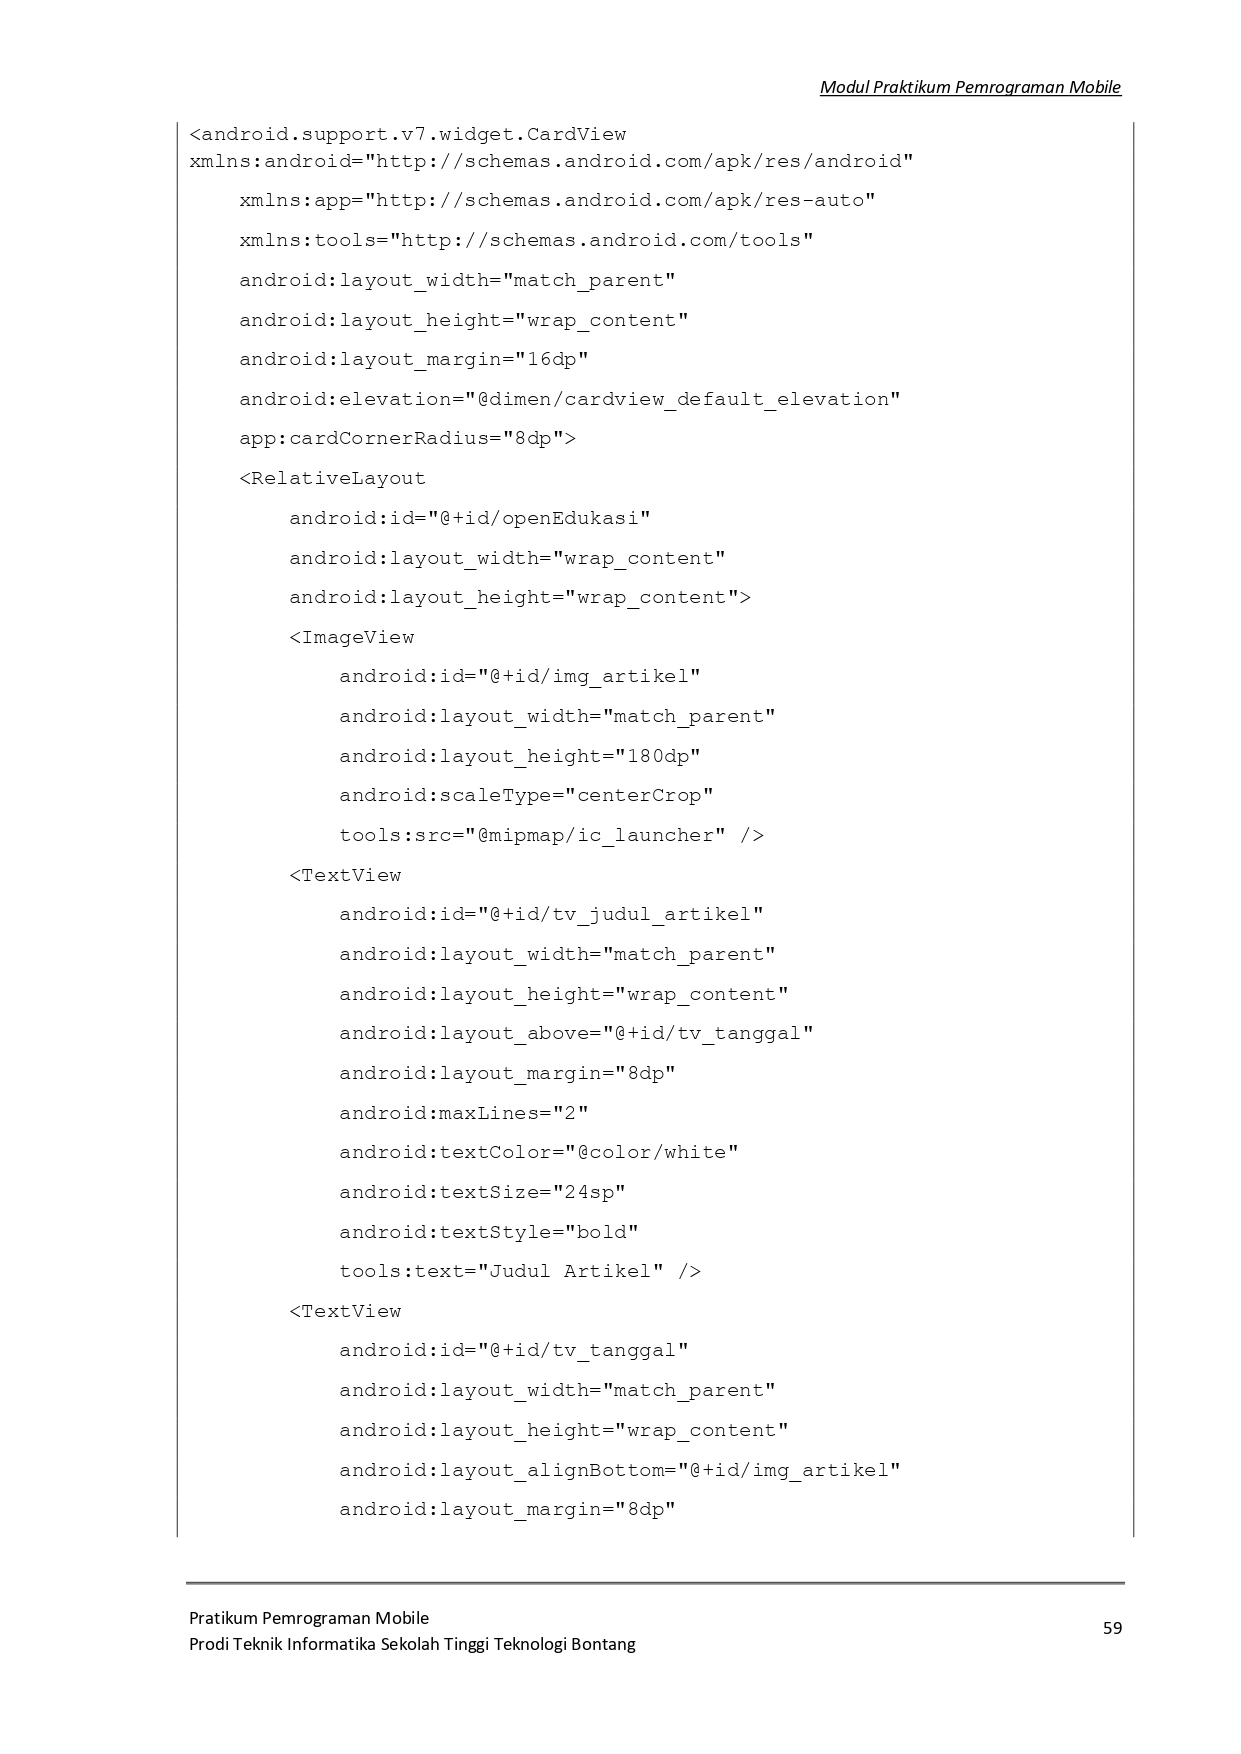 Modul Praktikum Pemrograman Mobile
<android.support.v7.widget.CardView
xmlns:android="http://schemas.android.com/apk/res/android"
    xmlns:app="http://schemas.android.com/apk/res-auto"
    xmlns:tools="http://schemas.android.com/tools"
    android:layout_width="match_parent"
    android:layout_height="wrap_content"
    android:layout_margin="16dp"
    android:elevation="@dimen/cardview_default_elevation"
    app:cardCornerRadius="8dp">
    <RelativeLayout
        android:id="@+id/openEdukasi"
        android:layout_width="wrap_content"
        android:layout_height="wrap_content">
        <ImageView
            android:id="@+id/img_artikel"
            android:layout_width="match_parent"
            android:layout_height="180dp"
            android:scaleType="centerCrop"
            tools:src="@mipmap/ic_launcher" />
        <TextView
            android:id="@+id/tv_judul_artikel"
            android:layout_width="match_parent"
            android:layout_height="wrap_content"
            android:layout_above="@+id/tv_tanggal"
            android:layout_margin="8dp"
            android:maxLines="2"
            android:textColor="@color/white"
            android:textSize="24sp"
            android:textStyle="bold"
            tools:text="Judul Artikel" />
        <TextView
            android:id="@+id/tv_tanggal"
            android:layout_width="match_parent"
            android:layout_height="wrap_content"
            android:layout_alignBottom="@+id/img_artikel"
            android:layout_margin="8dp"
Pratikum Pemrograman Mobile
Prodi Teknik Informatika Sekolah Tinggi Teknologi Bontang
59